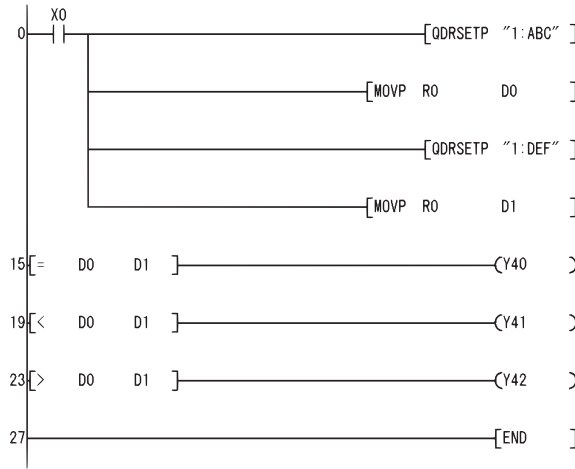 X0
0 QDRSETP "1:ABC"
MOVP R0 D0
QDRSETP "1:DEF"
MOVP R0 D1
15 = D0 D1 Y40
19 < D0 D1 Y41
23 > D0 D1 Y42
27 END